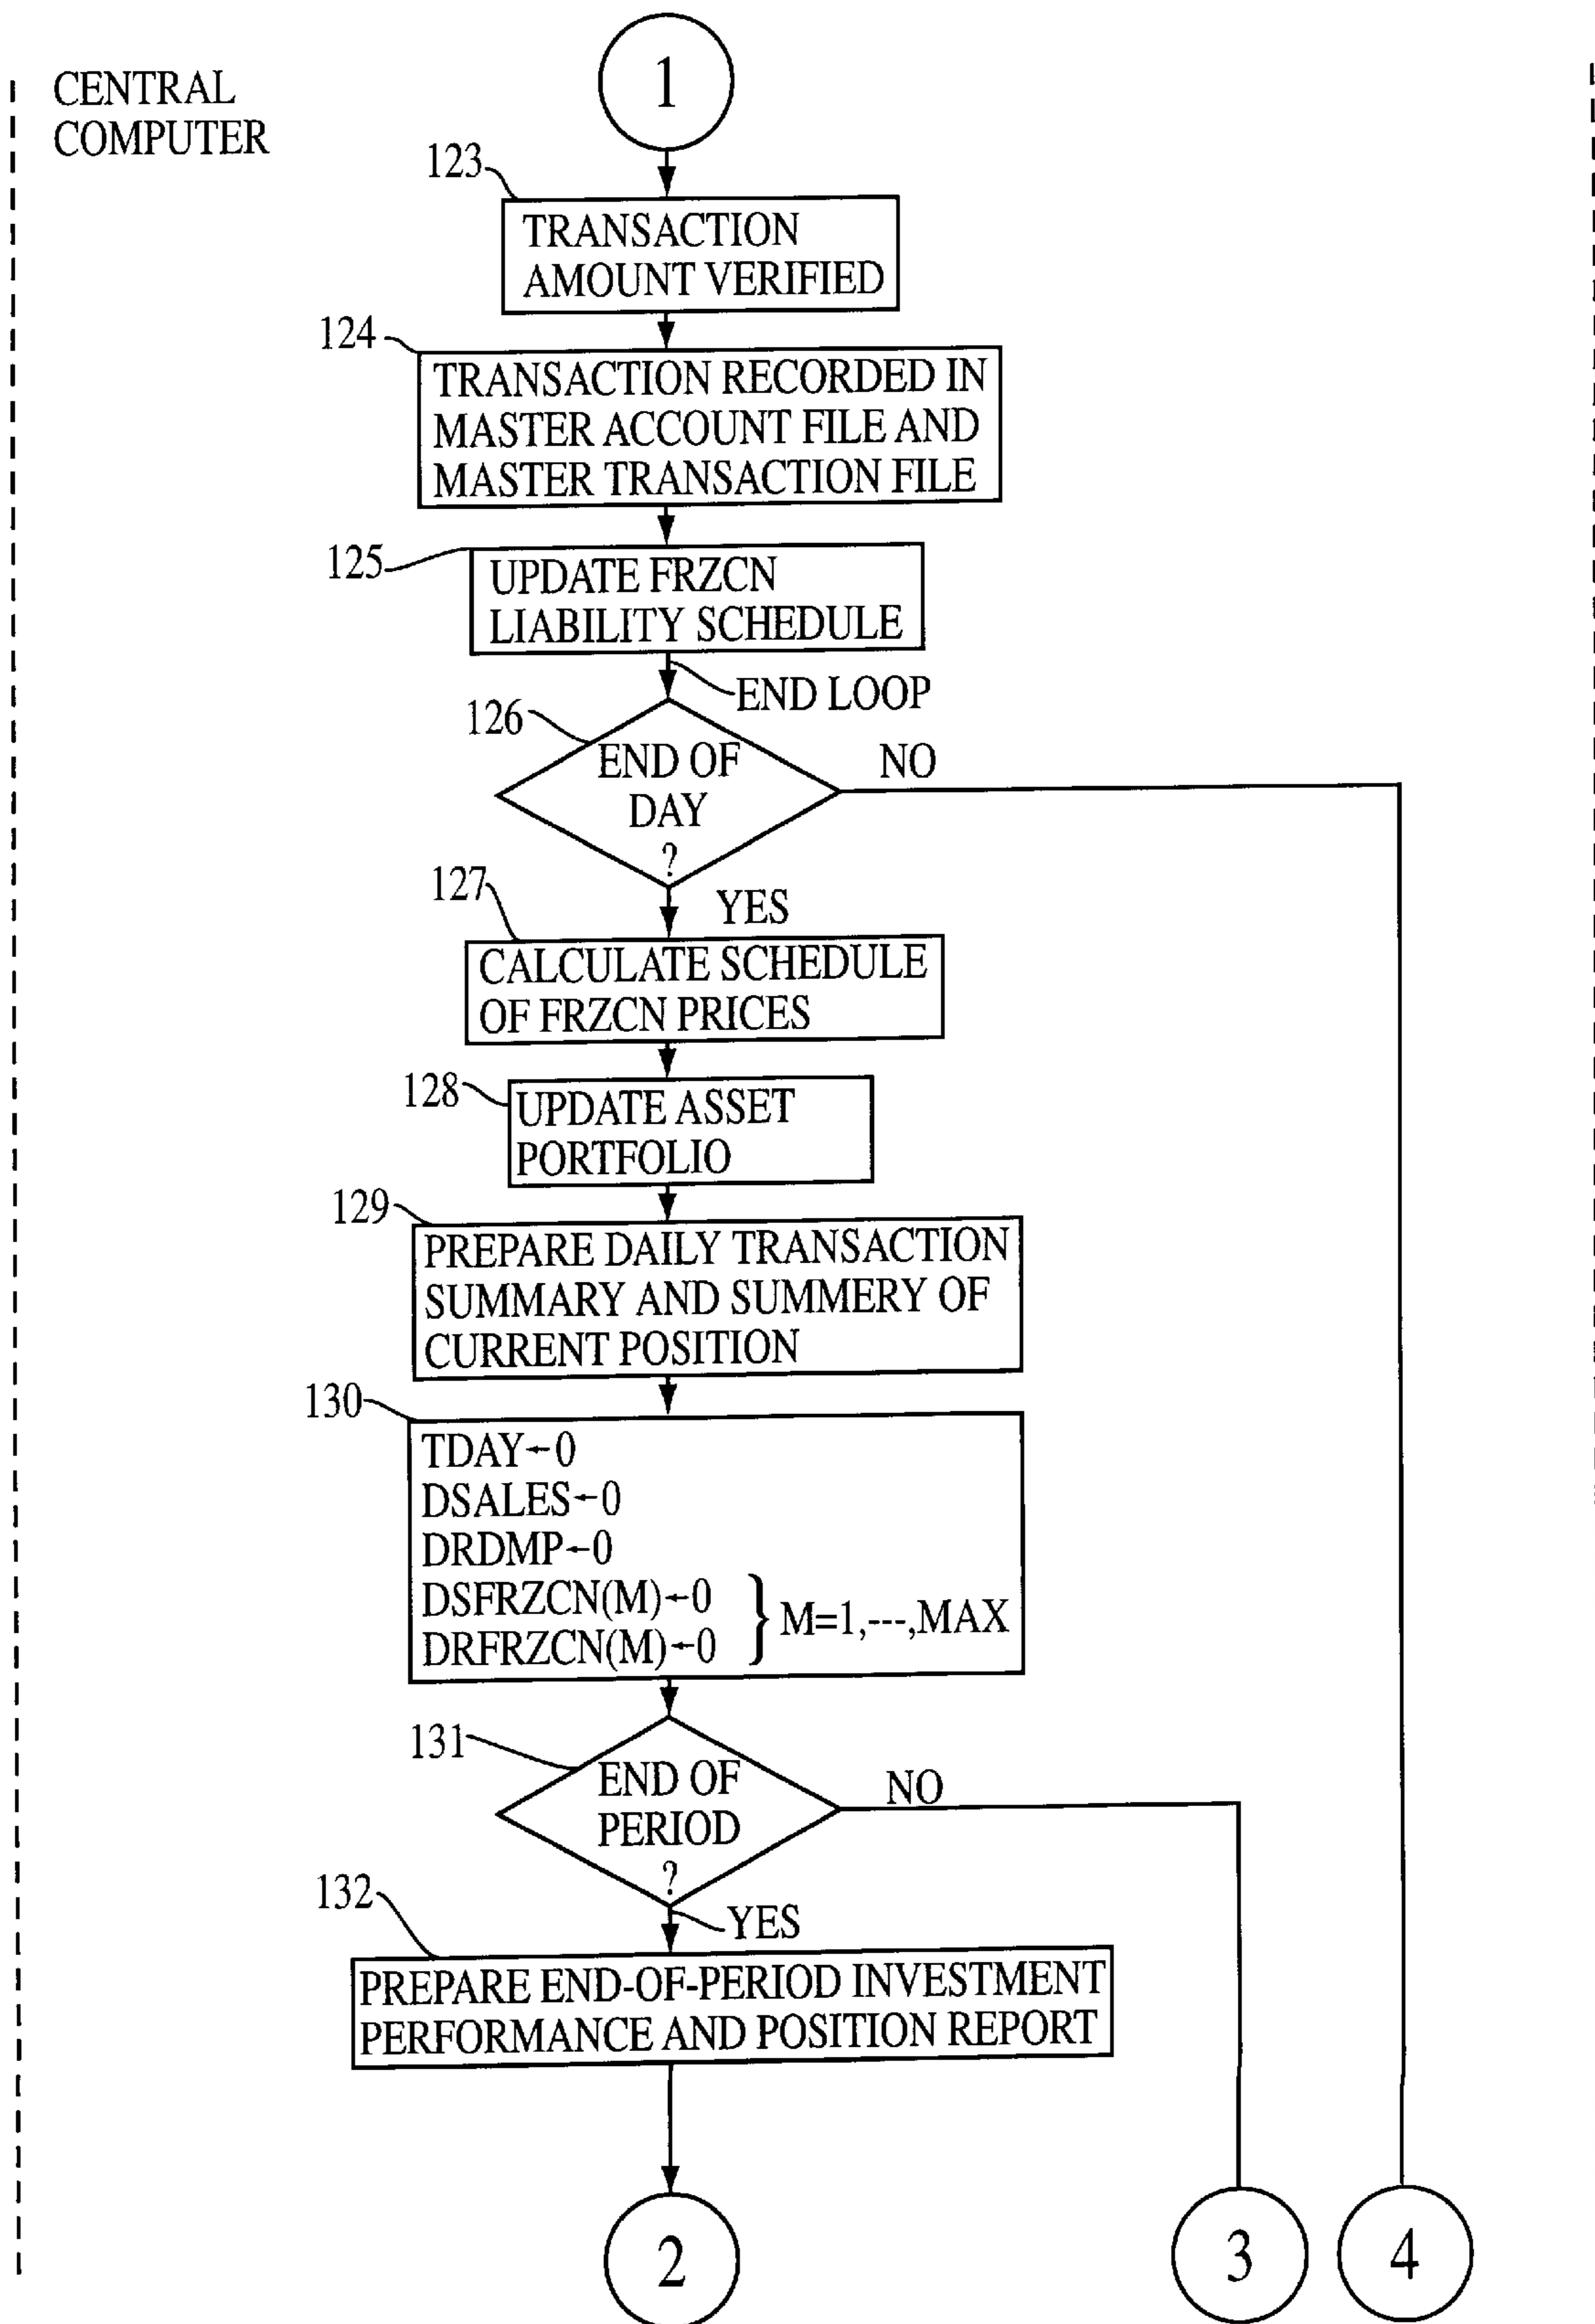 CENTRAL
COMPUTER
1
123
TRANSACTION
AMOUNT VERIFIED
124
TRANSACTION RECORDED IN
MASTER ACCOUNT FILE AND
MASTER TRANSACTION FILE
125
UPDATE FRZCN
LIABILITY SCHEDULE
END LOOP
126
END OF
DAY
?
NO
127
YES
CALCULATE SCHEDULE
OF FRZCN PRICES
128
UPDATE ASSET
PORTFOLIO
129
PREPARE DAILY TRANSACTION
SUMMARY AND SUMMERY OF
CURRENT POSITION
130
TDAY←0
DSALES←0
DRDMP←0
DSFRZCN(M)←0
DRFRZCN(M)←0
} M=1,---,MAX
131
END OF
PERIOD
?
NO
132
YES
PREPARE END-OF-PERIOD INVESTMENT
PERFORMANCE AND POSITION REPORT
2
3
4